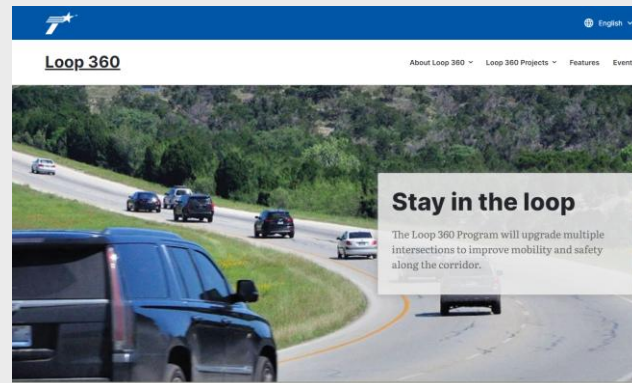 English
Loop 360
About Loop 360
Loop 360 Projects
Features
Event
Stay in the loop
The Loop 360 Program will upgrade multiple
intersections to improve mobility and safety
along the corridor.